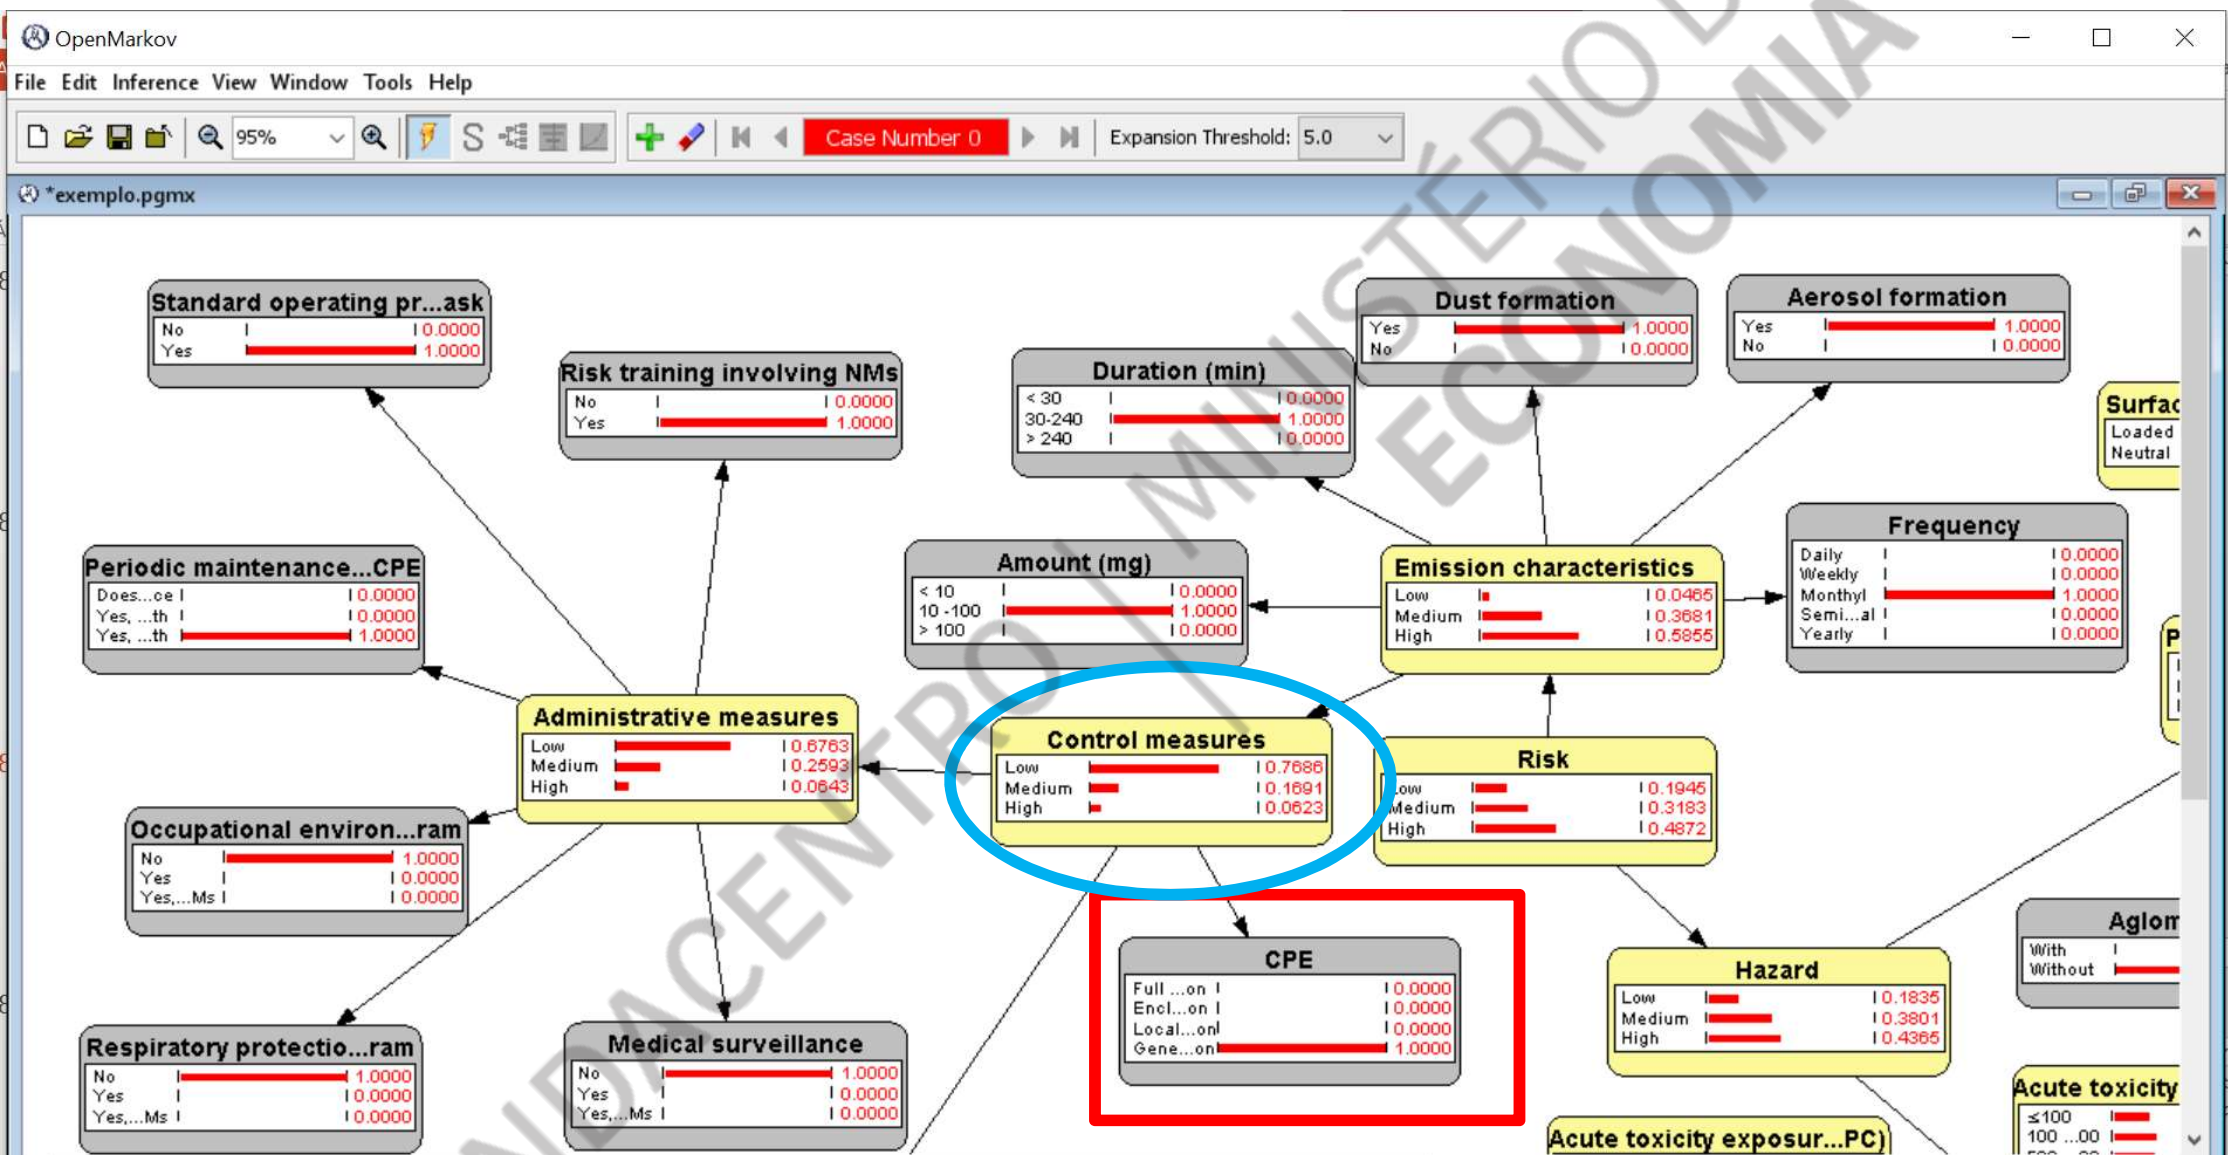 OpenMarkov
File Edit Inference View Window Tools Help
95%
Case Number 0
Expansion Threshold: 5.0
*exemplo.pgmx
Standard operating pr...ask
No 0.0000
Yes 1.0000
Risk training involving NMs
No 0.0000
Yes 1.0000
Duration (min)
< 30 0.0000
30-240 1.0000
> 240 0.0000
Dust formation
Yes 1.0000
No 0.0000
Aerosol formation
Yes 1.0000
No 0.0000
Surfac
Loaded
Neutral
Periodic maintenance...CPE
Does...ce 0.0000
Yes, ...th 0.0000
Yes, ...th 1.0000
Amount (mg)
< 10 0.0000
10 -100 1.0000
> 100 0.0000
Emission characteristics
Low 0.0465
Medium 0.3681
High 0.5855
Frequency
Daily 0.0000
Weekly 0.0000
Monthyl 1.0000
Semi...al 0.0000
Yearly 0.0000
P
Administrative measures
Low 0.6763
Medium 0.2593
High 0.0643
Control measures
Low 0.7686
Medium 0.1691
High 0.0623
Risk
Low 0.1945
Medium 0.3183
High 0.4872
Occupational environ...ram
No 1.0000
Yes 0.0000
Yes,...Ms 0.0000
CPE
Full ...on 0.0000
Encl...on 0.0000
Local...on 0.0000
Gene...on 1.0000
Hazard
Low 0.1835
Medium 0.3801
High 0.4365
Aglom
With
Without
Respiratory protectio...ram
No 1.0000
Yes 0.0000
Yes,...Ms 0.0000
Medical surveillance
No 1.0000
Yes 0.0000
Yes,...Ms 0.0000
Acute toxicity exposur...PC)
Acute toxicity
≤100
100 ...00
NDACENTRO | MINISTÉRIO D
ECONOMIA